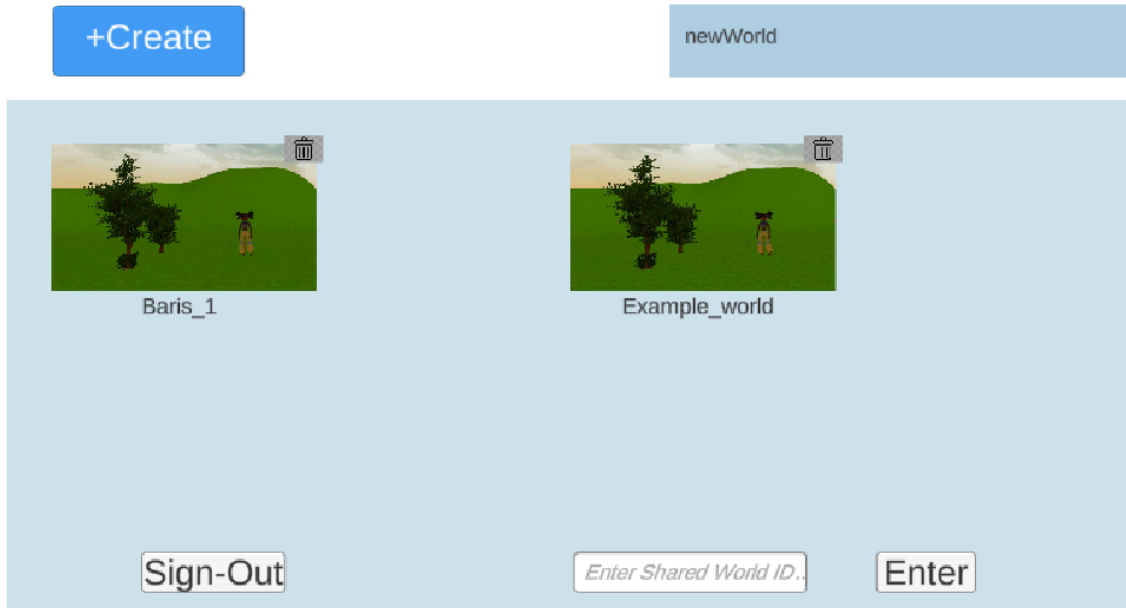 +Create
newWorld
Baris_1
Example_world
Sign-Out
Enter Shared World ID..
Enter